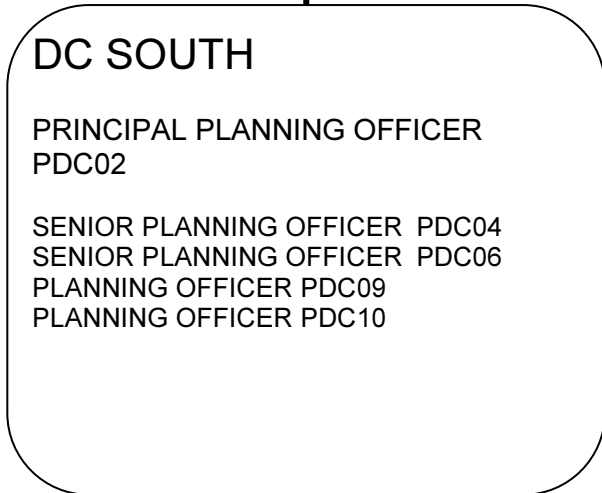 DC SOUTH
PRINCIPAL PLANNING OFFICER
PDC02
SENIOR PLANNING OFFICER PDC04
SENIOR PLANNING OFFICER PDC06
PLANNING OFFICER PDC09
PLANNING OFFICER PDC10